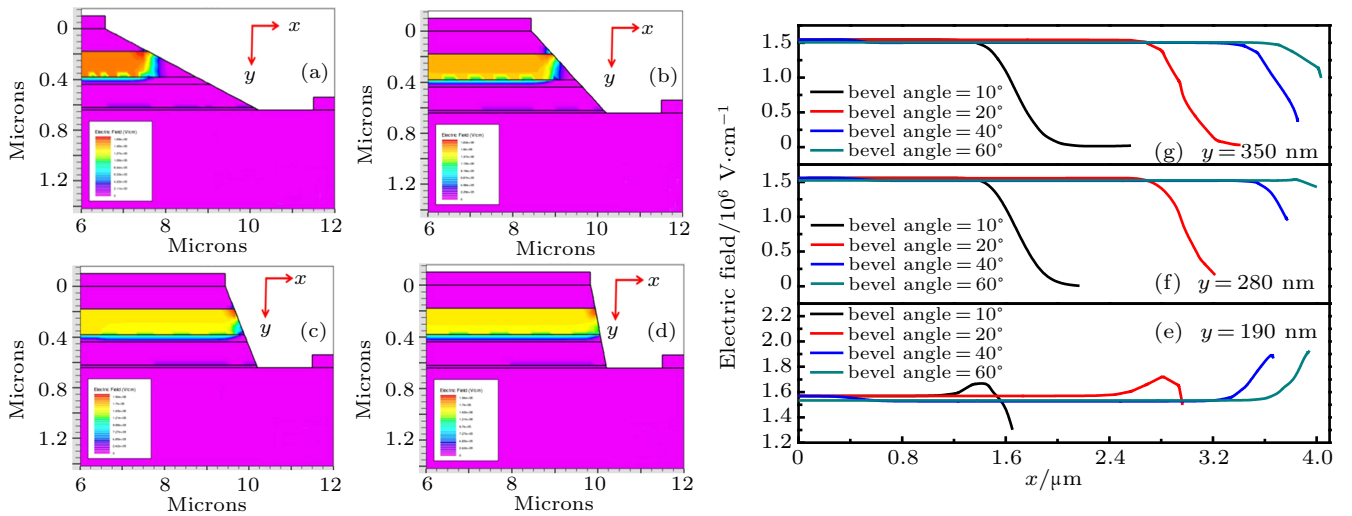 0
0.4
0.8
1.2
Microns
6
8
10
12
Microns
x
y
(a)
Electric Field (V/cm)
0
0.4
0.8
1.2
6
8
10
12
Microns
x
y
(b)
Electric Field (V/cm)
0
0.4
0.8
1.2
Microns
6
8
10
12
Microns
x
y
(c)
Electric Field (V/cm)
0
0.4
0.8
1.2
6
8
10
12
Microns
x
y
(d)
Electric Field (V/cm)
Electric field/10⁶ V·cm⁻¹
1.5
1.0
0.5
0
bevel angle = 10°
bevel angle = 20°
bevel angle = 40°
bevel angle = 60°
(g) y = 350 nm
1.5
1.0
0.5
0
bevel angle = 10°
bevel angle = 20°
bevel angle = 40°
bevel angle = 60°
(f) y = 280 nm
2.2
2.0
1.8
1.6
1.4
1.2
bevel angle = 10°
bevel angle = 20°
bevel angle = 40°
bevel angle = 60°
(e) y = 190 nm
0
0.8
1.6
2.4
3.2
4.0
x/μm